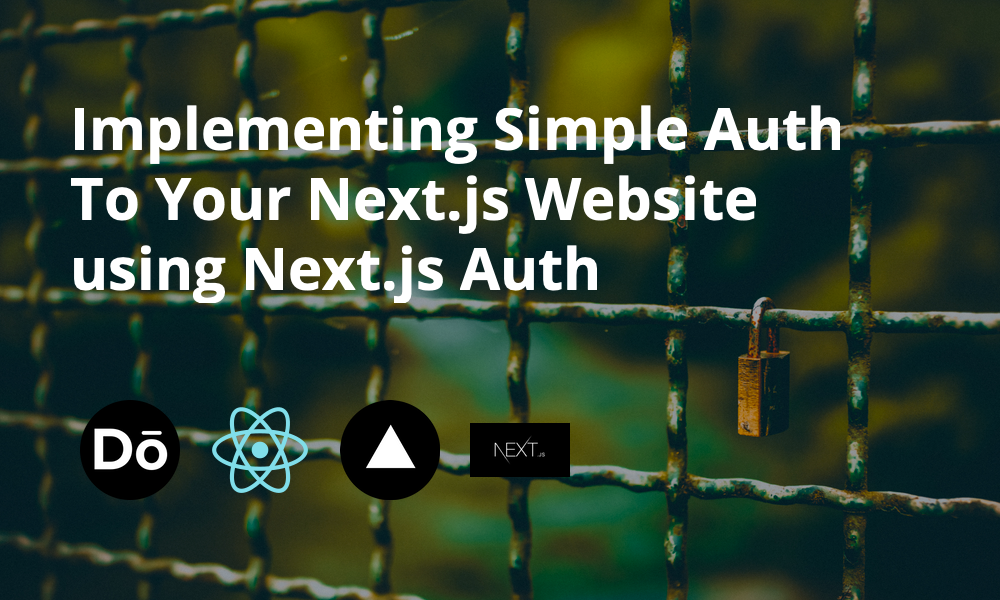 Implementing Simple Auth
To Your Next.js Website
using Next.js Auth
Dō
NEXT.JS